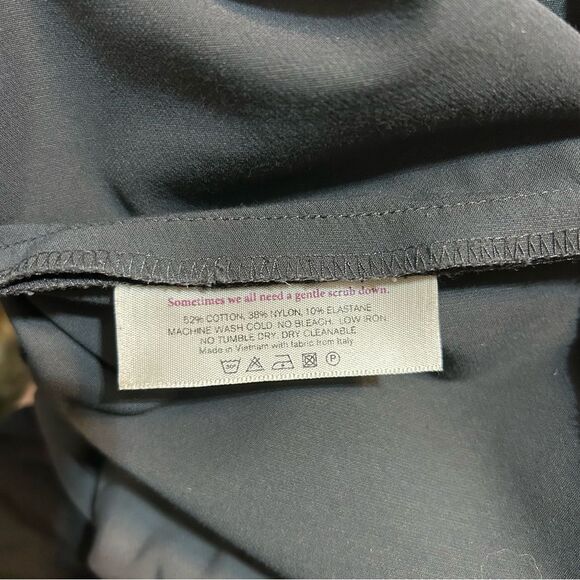 Sometimes we all need a gentle scrub down.
52% COTTON, 38% NYLON, 10% ELASTANE
MACHINE WASH COLD. NO BLEACH. LOW IRON.
NO TUMBLE DRY. DRY CLEANABLE
Made in Vietnam with fabric from Italy
30° P